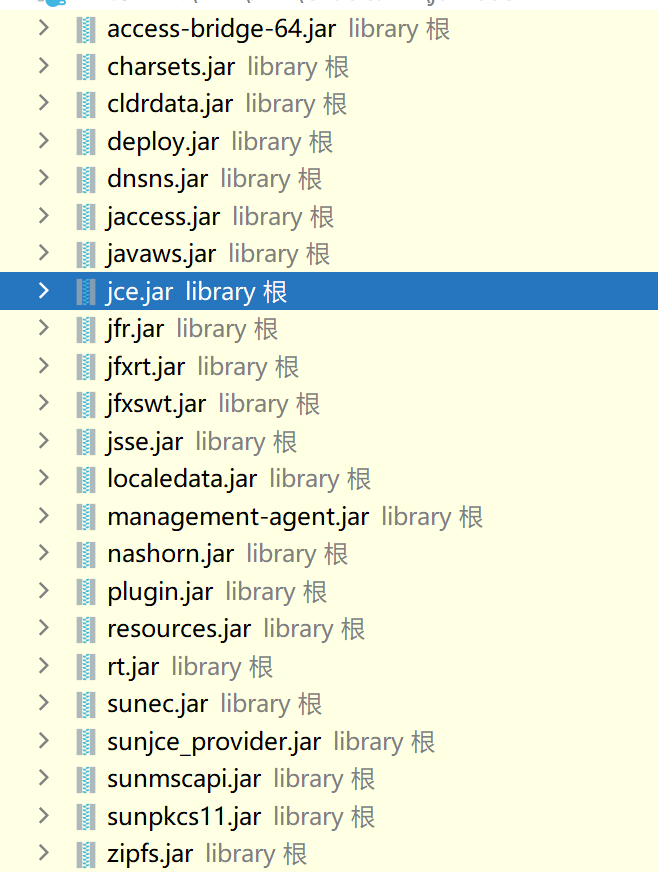 access-bridge-64.jar library 根
charsets.jar library 根
cldrdata.jar library 根
deploy.jar library 根
dnsns.jar library 根
jaccess.jar library 根
javaws.jar library 根
jce.jar library 根
jfr.jar library 根
jfxrt.jar library 根
jfxswt.jar library 根
jsse.jar library 根
localedata.jar library 根
management-agent.jar library 根
nashorn.jar library 根
plugin.jar library 根
resources.jar library 根
rt.jar library 根
sunec.jar library 根
sunjce_provider.jar library 根
sunmscapi.jar library 根
sunpkcs11.jar library 根
zipfs.jar library 根